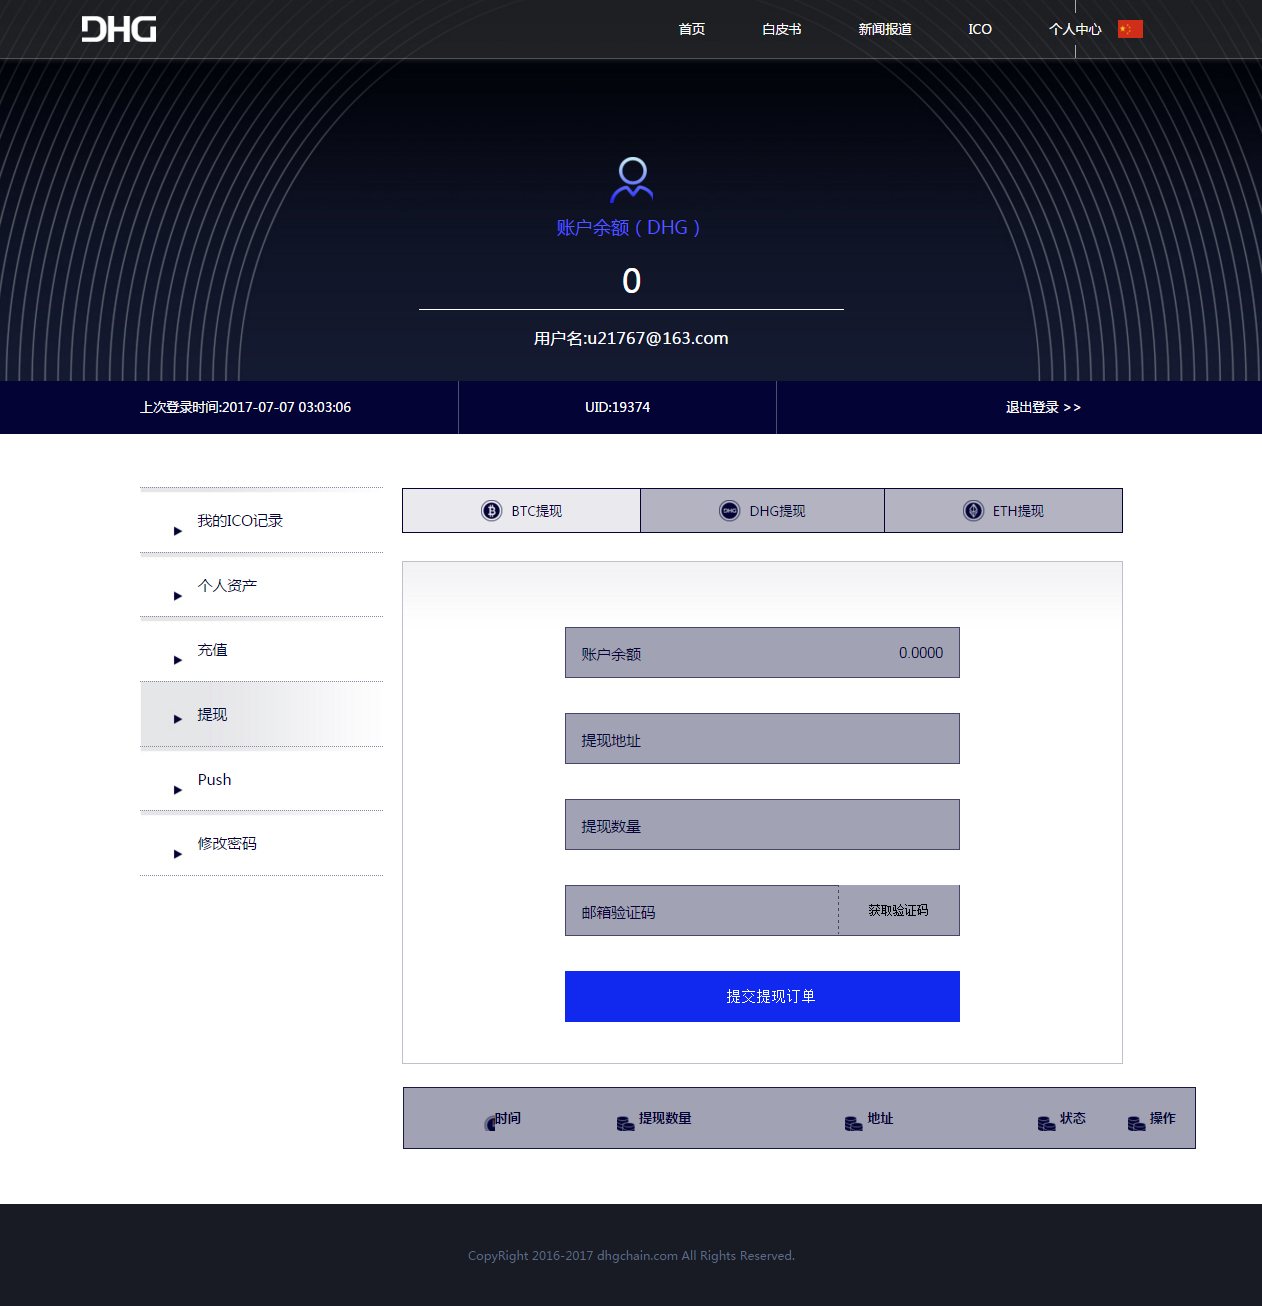 DHG
首页 白皮书 新闻报道 ICO 个人中心
账户余额（DHG）
0
用户名:u21767@163.com
上次登录时间:2017-07-07 03:03:06 UID:19374 退出登录 >>
我的ICO记录
个人资产
充值
提现
Push
修改密码
BTC提现 DHG提现 ETH提现
账户余额 0.0000
提现地址
提现数量
邮箱验证码 获取验证码
提交提现订单
时间 提现数量 地址 状态 操作
CopyRight 2016-2017 dhgchain.com All Rights Reserved.